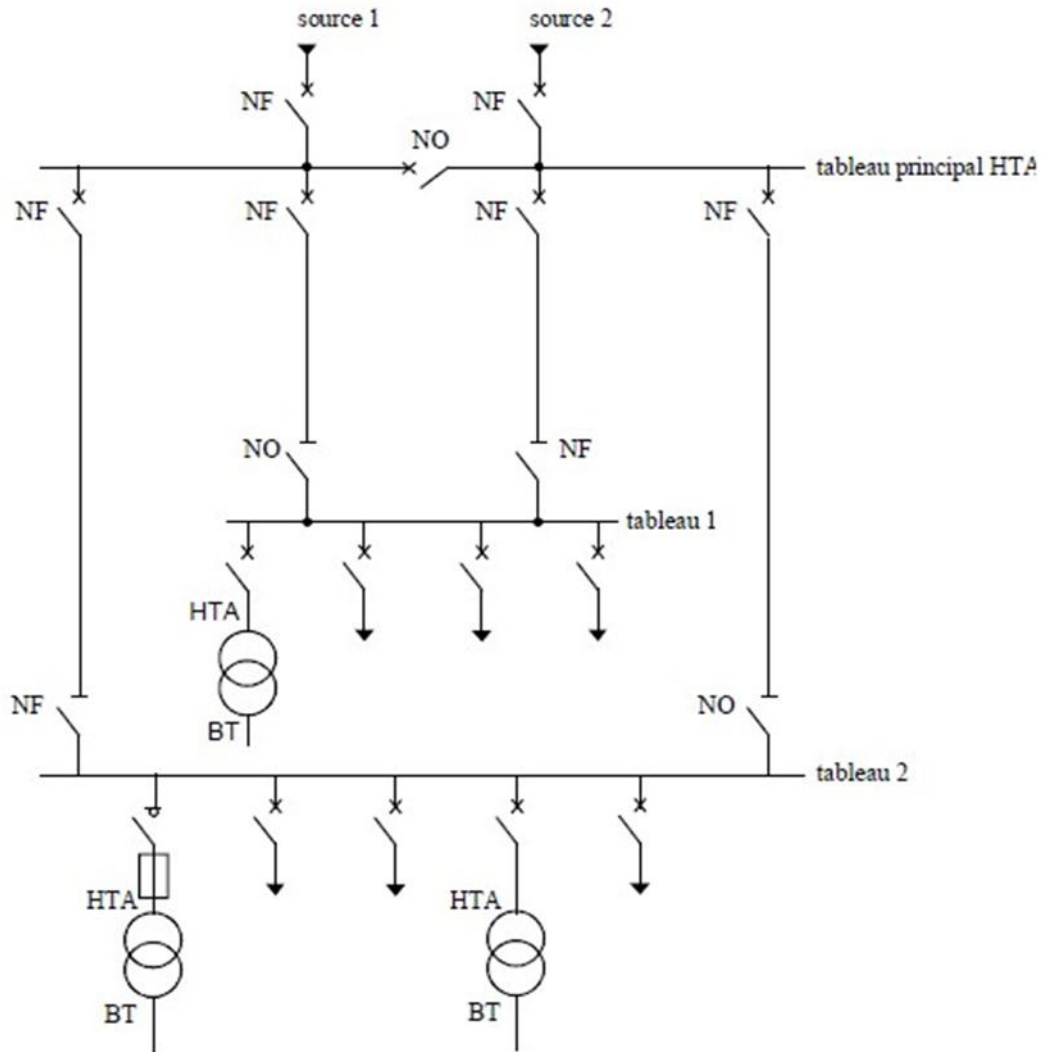 source 1
source 2
NF
NF
NO
tableau principal HTA
NF
NF
NF
NF
NO
NF
tableau 1
HTA
BT
NF
NO
tableau 2
HTA
HTA
BT
BT